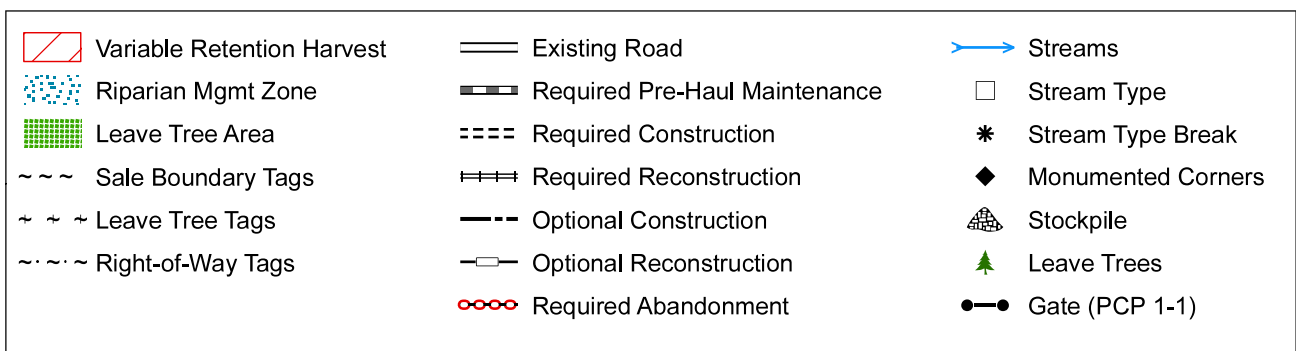 Variable Retention Harvest
Riparian Mgmt Zone
Leave Tree Area
Sale Boundary Tags
Leave Tree Tags
Right-of-Way Tags
Existing Road
Required Pre-Haul Maintenance
Required Construction
Required Reconstruction
Optional Construction
Optional Reconstruction
Required Abandonment
Streams
Stream Type
Stream Type Break
Monumented Corners
Stockpile
Leave Trees
Gate (PCP 1-1)